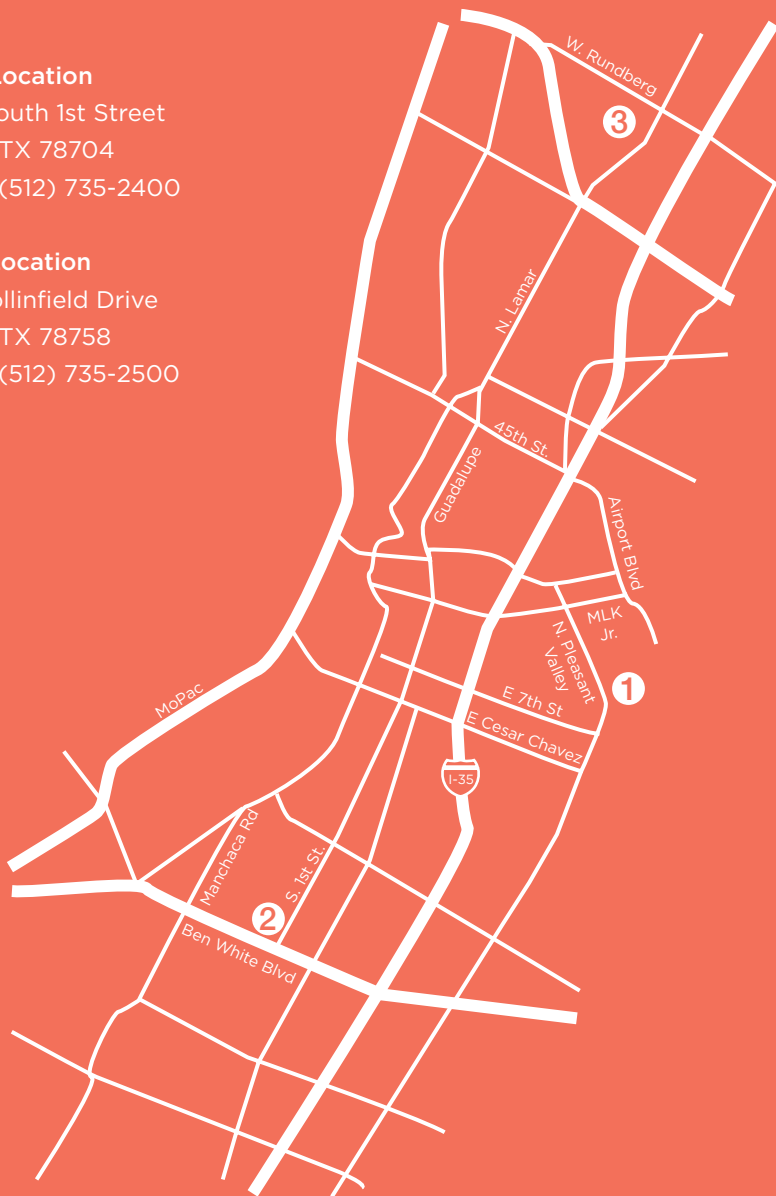 Location
outh 1st Street
TX 78704
(512) 735-2400
Location
ollinfield Drive
TX 78758
(512) 735-2500
W. Rundberg
3
N. Lamar
45th St.
Guadalupe
Airport Blvd
MLK
Jr.
N. Pleasant
Valley
1
E 7th St
MoPac
E Cesar Chavez
I-35
Manchaca Rd
S. 1st St.
2
Ben White Blvd